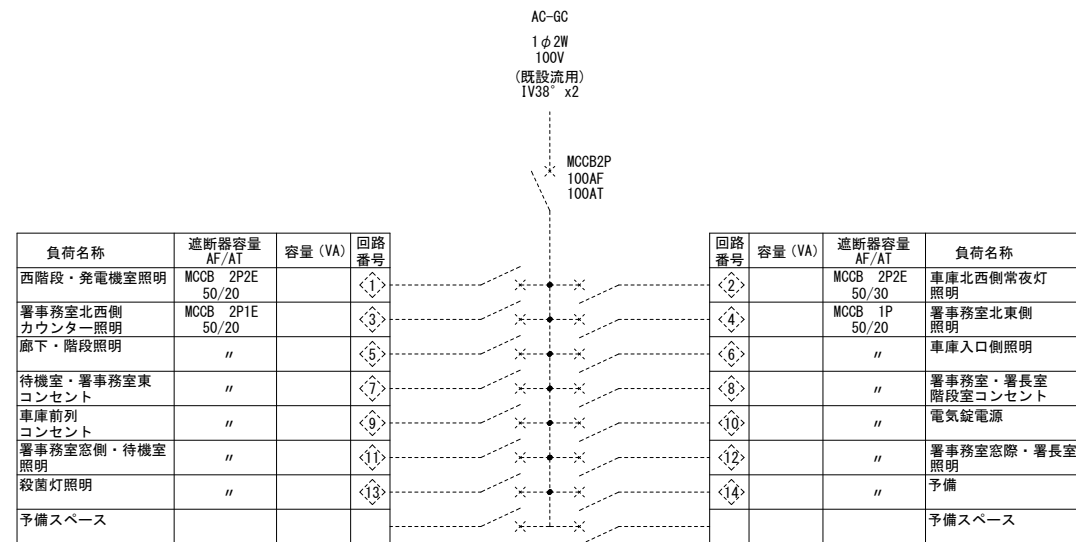 AC-GC
1φ2W
100V
(既設流用)
IV38°x2
MCCB2P
100AF
100AT
負荷名称 遮断器容量 AF/AT 容量(VA) 回路番号
西階段・発電機室照明 MCCB 2P2E 50/20 1
署事務室北西側
カウンター照明 MCCB 2P1E 50/20 3
廊下・階段照明 〃 5
待機室・署事務室東
コンセント 〃 7
車庫前列
コンセント 〃 9
署事務室窓側・待機室
照明 〃 11
殺菌灯照明 〃 13
予備スペース
回路番号 容量(VA) 遮断器容量 AF/AT 負荷名称
2 MCCB 2P2E 50/30 車庫北西側常夜灯
照明
4 MCCB 1P 50/20 署事務室北東側
照明
6 〃 車庫入口側照明
8 〃 署事務室・署長室
階段室コンセント
10 〃 電気錠電源
12 〃 署事務室窓際・署長室
照明
14 〃 予備
予備スペース